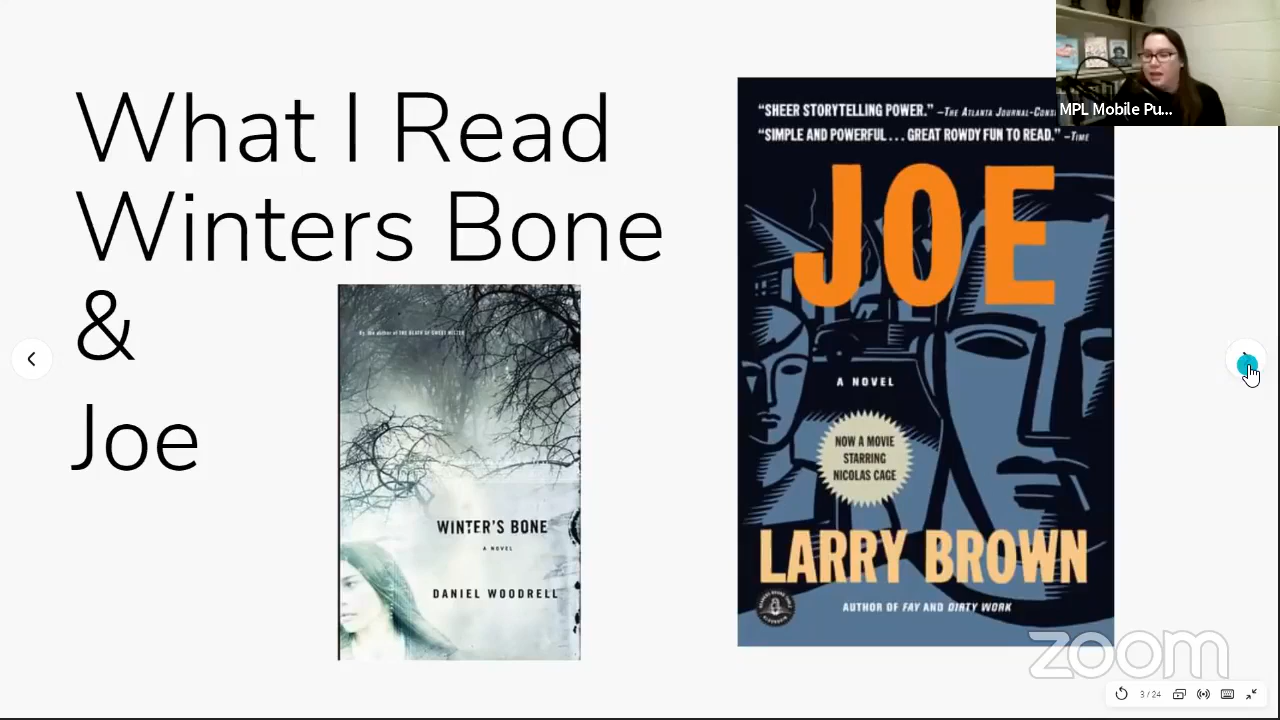 What I Read
Winters Bone
&
Joe
By the author of THE DEATH OF SWEET MISTER
WINTER'S BONE
A NOVEL
DANIEL WOODRELL
“SHEER STORYTELLING POWER.” —THE ATLANTA JOURNAL-CONS
“SIMPLE AND POWERFUL . . . GREAT ROWDY FUN TO READ.” —TIME
JOE
A NOVEL
NOW A MOVIE
STARRING
NICOLAS CAGE
LARRY BROWN
AUTHOR OF FAY AND DIRTY WORK
MPL Mobile Pu...
zoom
3 / 24